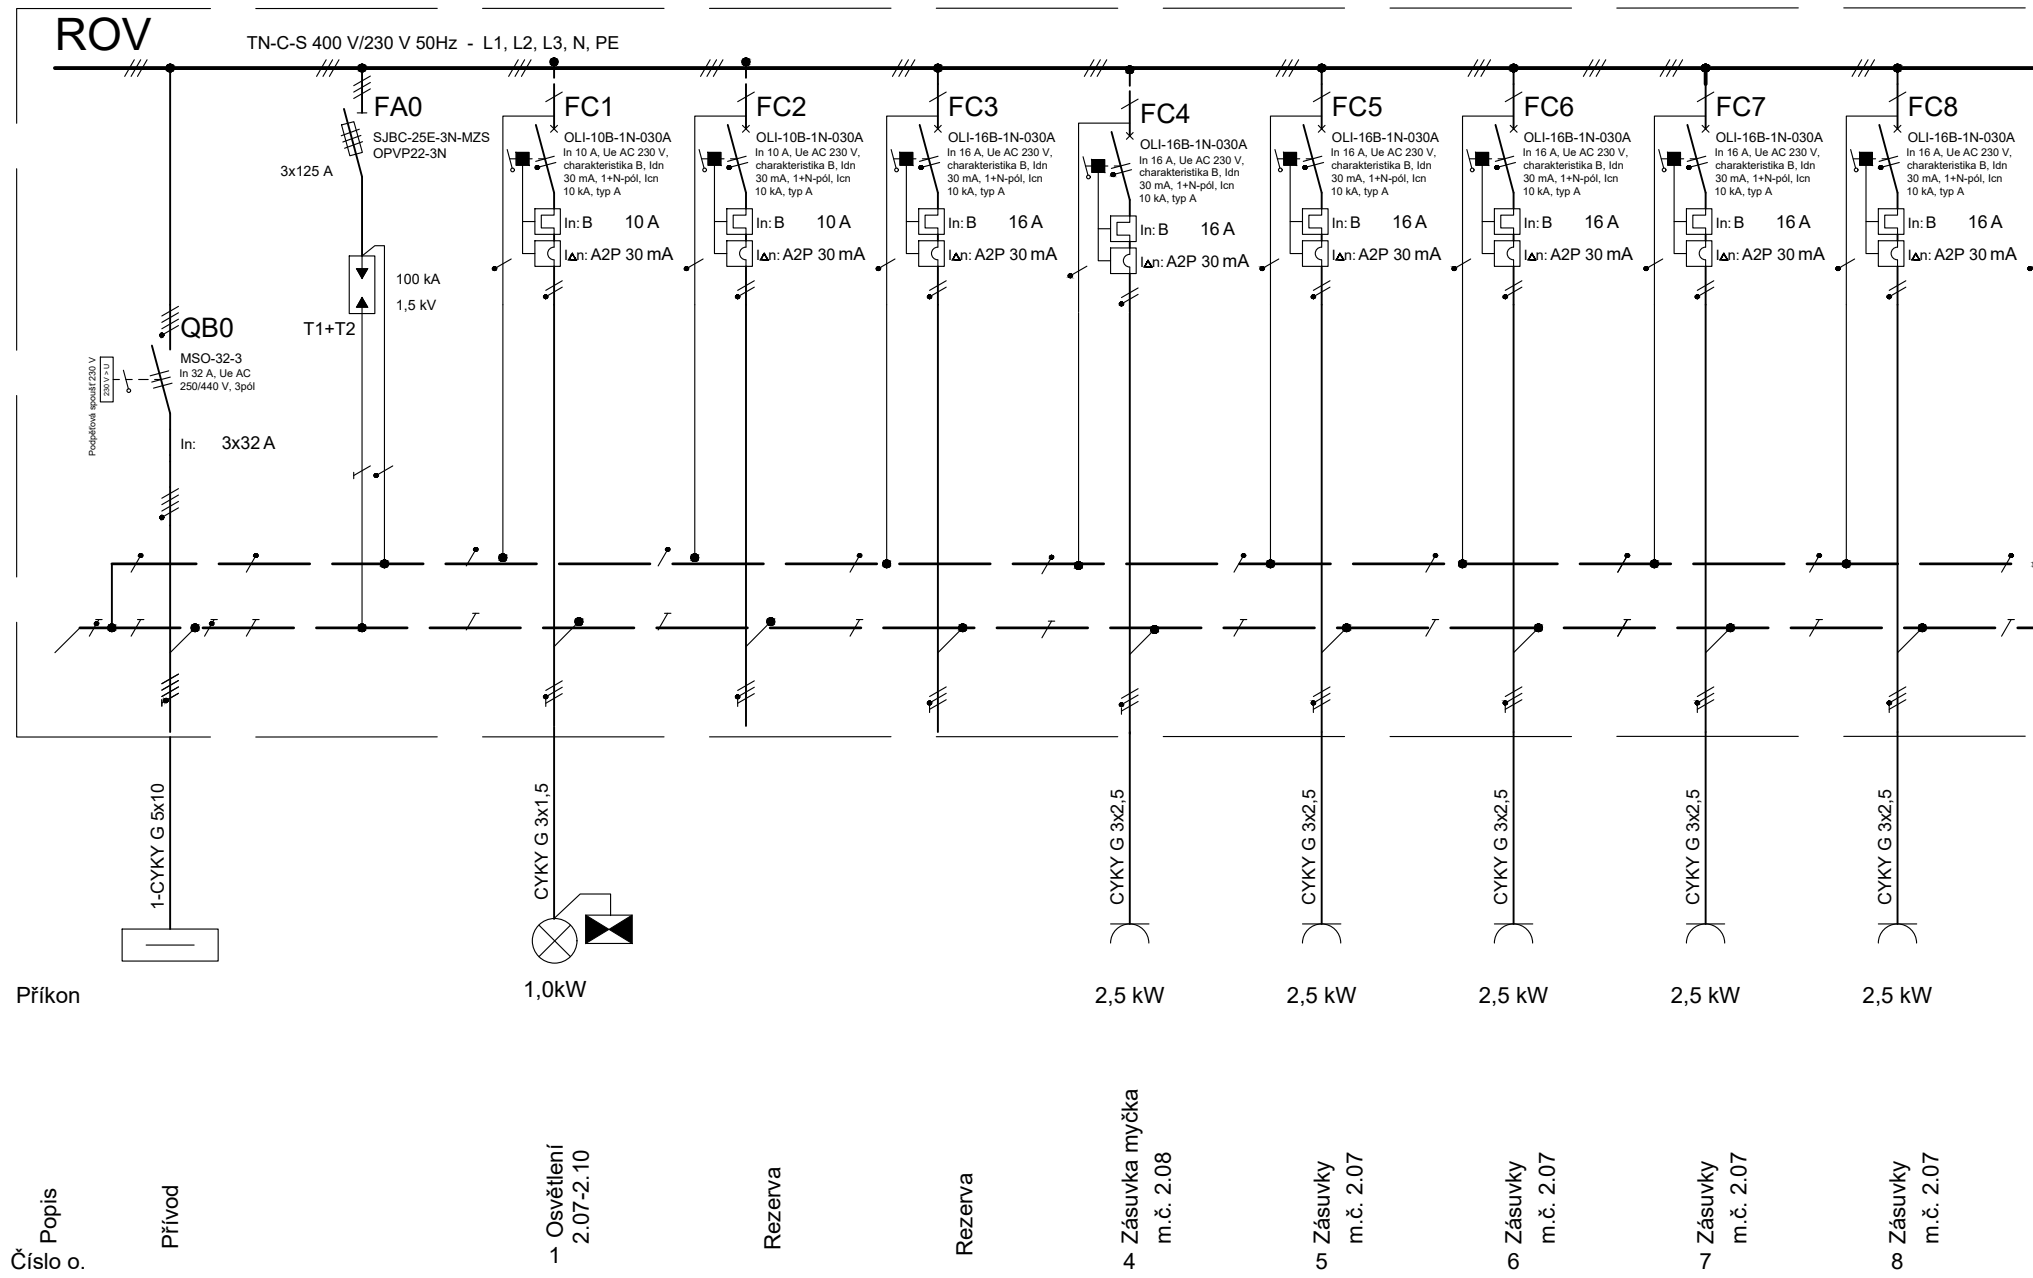 ROV
TN-C-S 400 V/230 V 50Hz - L1, L2, L3, N, PE
QB0
MSO-32-3
In 32 A, Ue AC
250/440 V, 3pól
In: 3x32 A
Podpěťová spoušť 230 V
230 V > U
FA0
SJBC-25E-3N-MZS
OPVP22-3N
3x125 A
100 kA
1,5 kV
T1+T2
FC1
OLI-10B-1N-030A
In 10 A, Ue AC 230 V,
charakteristika B, Idn
30 mA, 1+N-pól, Icn
10 kA, typ A
In: B 10 A
IΔn: A2P 30 mA
FC2
OLI-10B-1N-030A
In 10 A, Ue AC 230 V,
charakteristika B, Idn
30 mA, 1+N-pól, Icn
10 kA, typ A
In: B 10 A
IΔn: A2P 30 mA
FC3
OLI-16B-1N-030A
In 16 A, Ue AC 230 V,
charakteristika B, Idn
30 mA, 1+N-pól, Icn
10 kA, typ A
In: B 16 A
IΔn: A2P 30 mA
FC4
OLI-16B-1N-030A
In 16 A, Ue AC 230 V,
charakteristika B, Idn
30 mA, 1+N-pól, Icn
10 kA, typ A
In: B 16 A
IΔn: A2P 30 mA
FC5
OLI-16B-1N-030A
In 16 A, Ue AC 230 V,
charakteristika B, Idn
30 mA, 1+N-pól, Icn
10 kA, typ A
In: B 16 A
IΔn: A2P 30 mA
FC6
OLI-16B-1N-030A
In 16 A, Ue AC 230 V,
charakteristika B, Idn
30 mA, 1+N-pól, Icn
10 kA, typ A
In: B 16 A
IΔn: A2P 30 mA
FC7
OLI-16B-1N-030A
In 16 A, Ue AC 230 V,
charakteristika B, Idn
30 mA, 1+N-pól, Icn
10 kA, typ A
In: B 16 A
IΔn: A2P 30 mA
FC8
OLI-16B-1N-030A
In 16 A, Ue AC 230 V,
charakteristika B, Idn
30 mA, 1+N-pól, Icn
10 kA, typ A
In: B 16 A
IΔn: A2P 30 mA
1-CYKY G 5x10
CYKY G 3x1,5
CYKY G 3x2,5
CYKY G 3x2,5
CYKY G 3x2,5
CYKY G 3x2,5
CYKY G 3x2,5
Příkon
1,0kW
2,5 kW
2,5 kW
2,5 kW
2,5 kW
2,5 kW
Popis
Přívod
Osvětlení
2.07-2.10
Rezerva
Rezerva
Zásuvka myčka
m.č. 2.08
Zásuvky
m.č. 2.07
Zásuvky
m.č. 2.07
Zásuvky
m.č. 2.07
Zásuvky
m.č. 2.07
Číslo o.
1
4
5
6
7
8